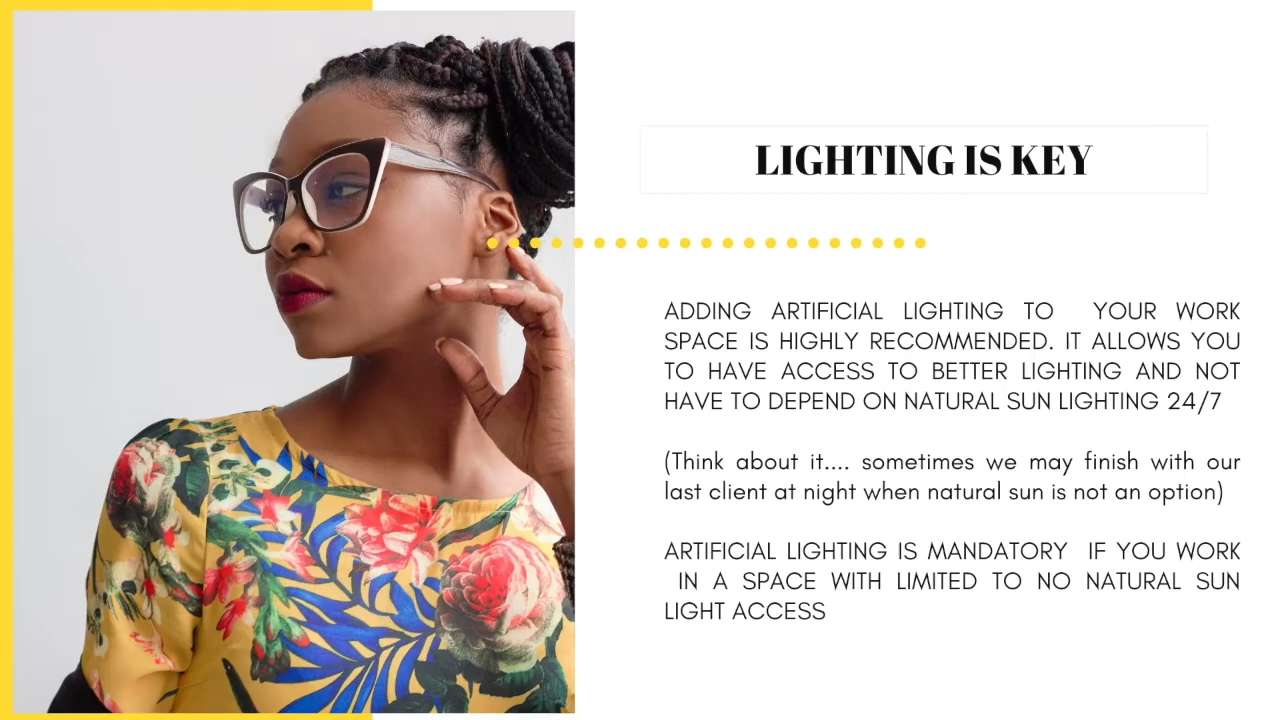 LIGHTING IS KEY
ADDING ARTIFICIAL LIGHTING TO YOUR WORK
SPACE IS HIGHLY RECOMMENDED. IT ALLOWS YOU
TO HAVE ACCESS TO BETTER LIGHTING AND NOT
HAVE TO DEPEND ON NATURAL SUN LIGHTING 24/7
(Think about it.... sometimes we may finish with our
last client at night when natural sun is not an option)
ARTIFICIAL LIGHTING IS MANDATORY IF YOU WORK
IN A SPACE WITH LIMITED TO NO NATURAL SUN
LIGHT ACCESS